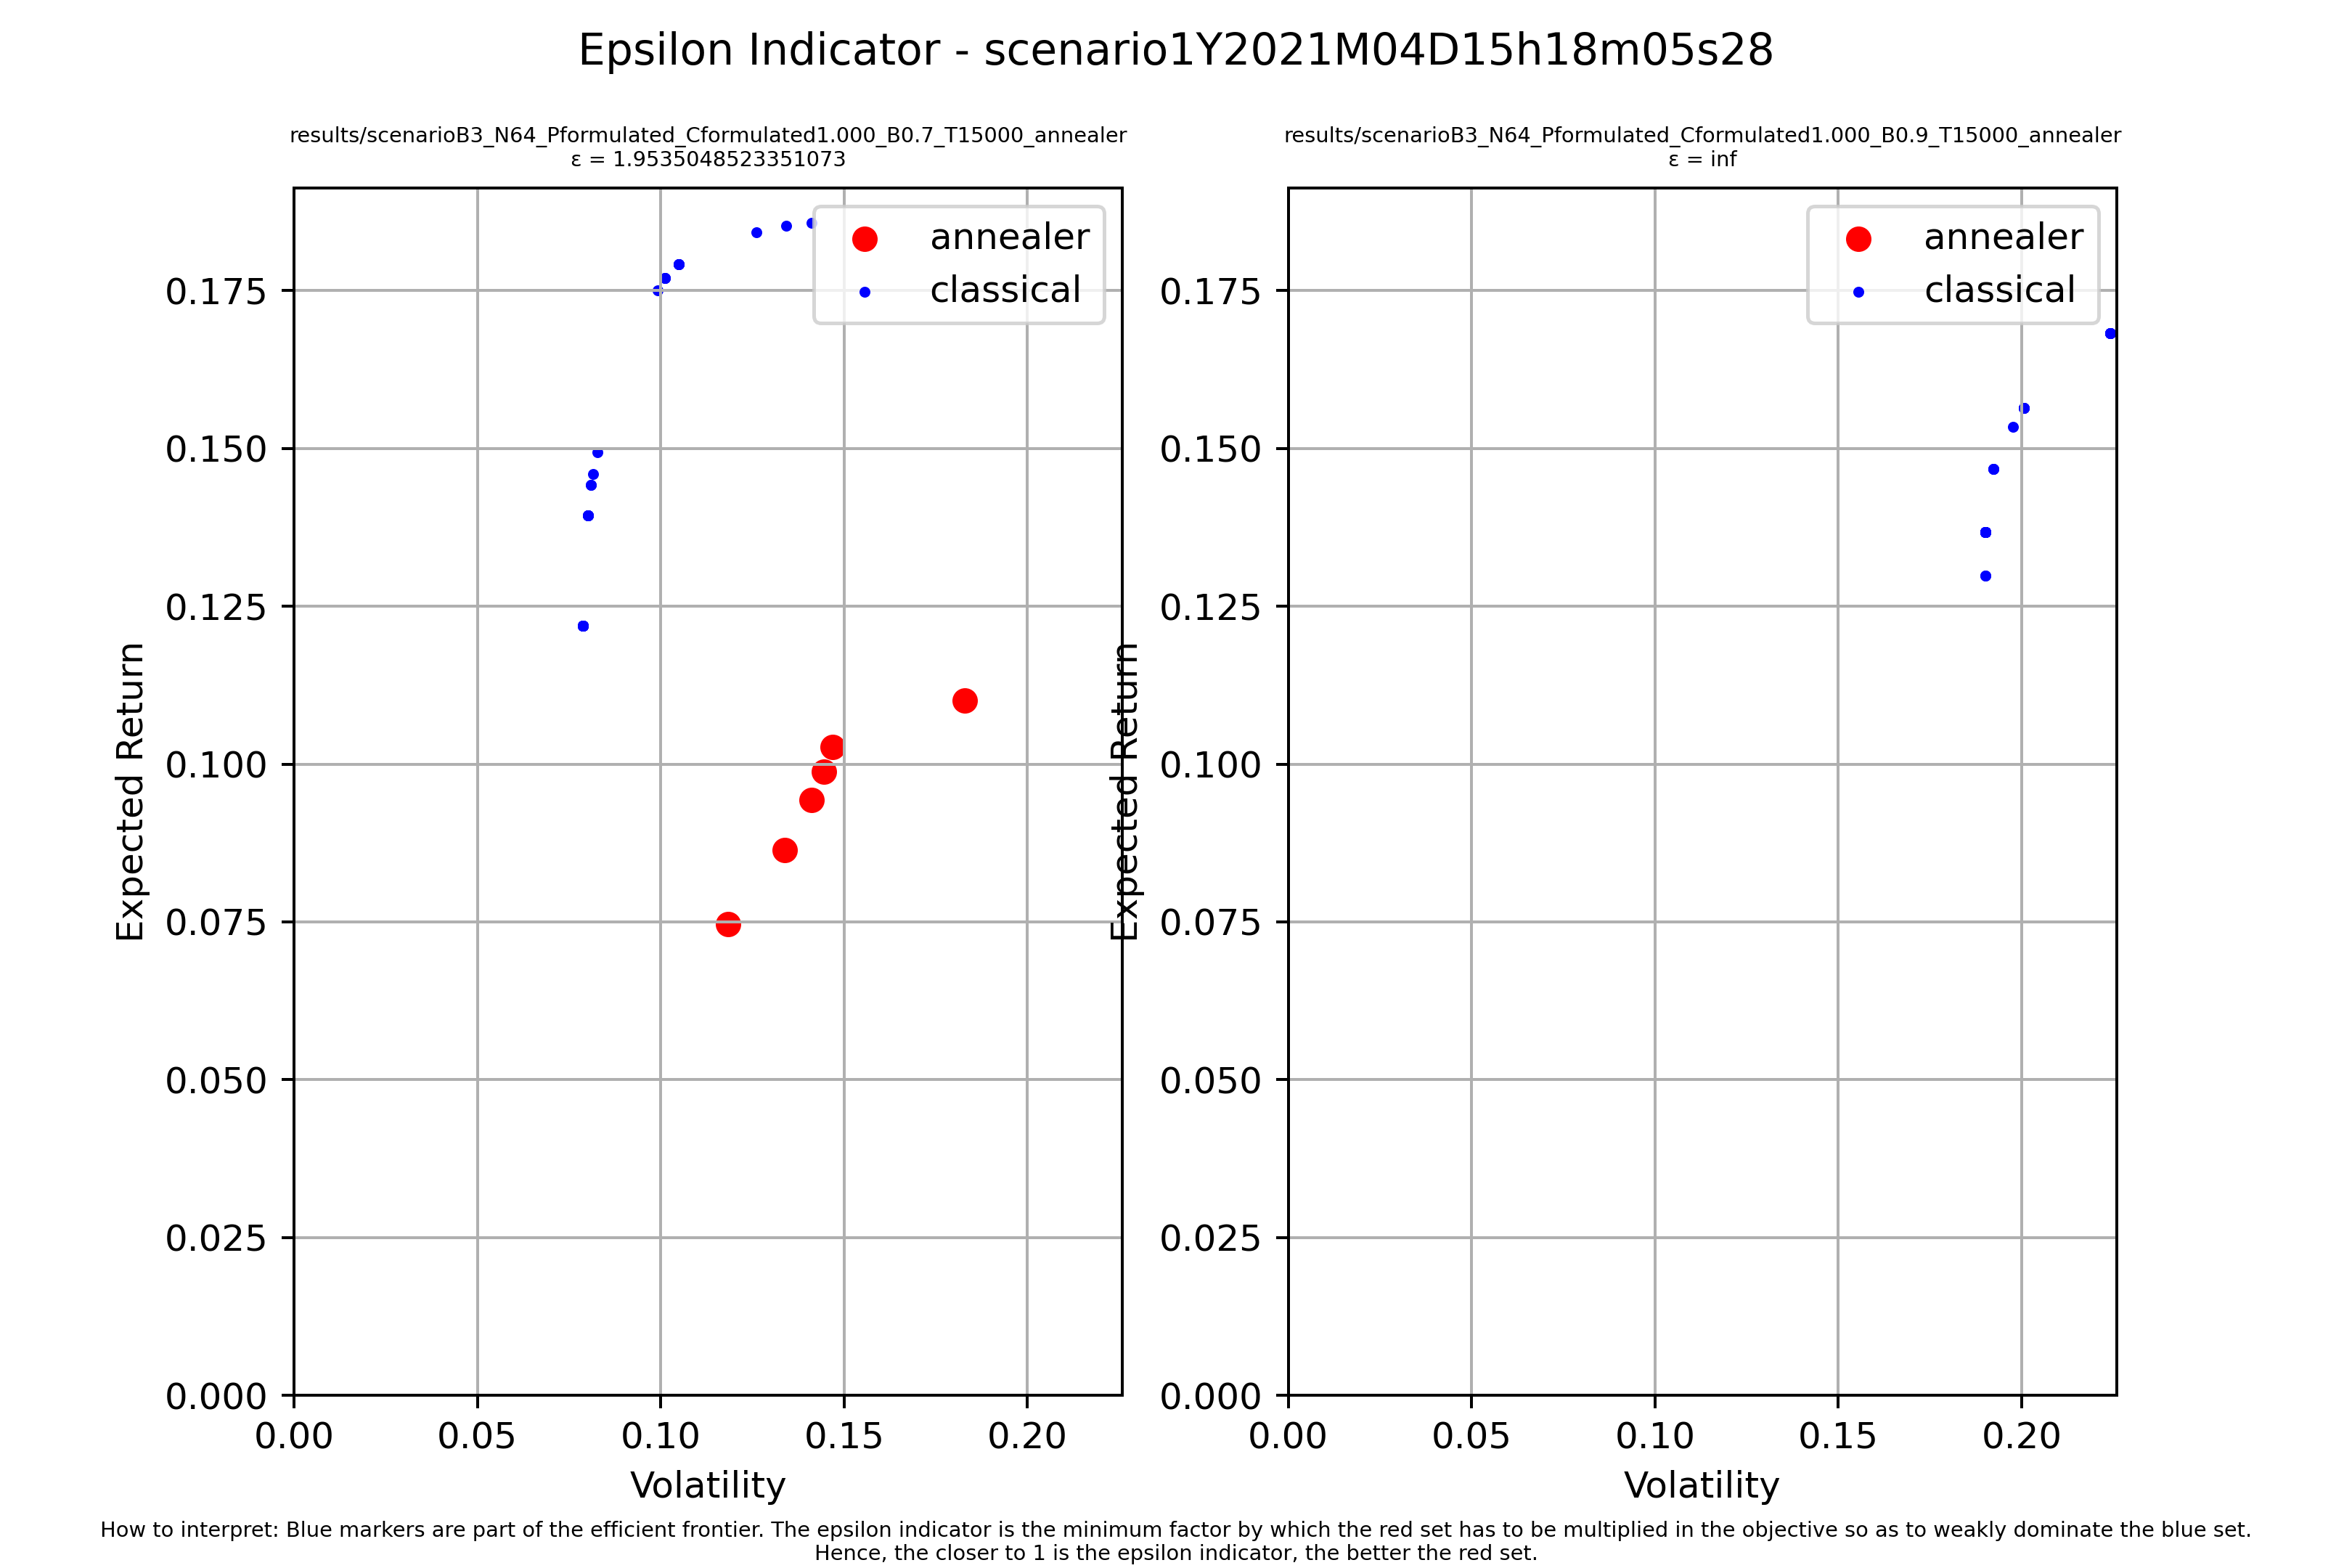 Epsilon Indicator - scenario1Y2021M04D15h18m05s28
results/scenarioB3_N64_Pformulated_Cformulated1.000_B0.7_T15000_annealer
ε = 1.9535048523351073
annealer
classical
0.175
0.150
0.125
0.100
0.075
0.050
0.025
0.000
Expected Return
0.00 0.05 0.10 0.15 0.20
Volatility
results/scenarioB3_N64_Pformulated_Cformulated1.000_B0.9_T15000_annealer
ε = inf
annealer
classical
0.175
0.150
0.125
0.100
0.075
0.050
0.025
0.000
Expected Return
0.00 0.05 0.10 0.15 0.20
Volatility
How to interpret: Blue markers are part of the efficient frontier. The epsilon indicator is the minimum factor by which the red set has to be multiplied in the objective so as to weakly dominate the blue set.
Hence, the closer to 1 is the epsilon indicator, the better the red set.